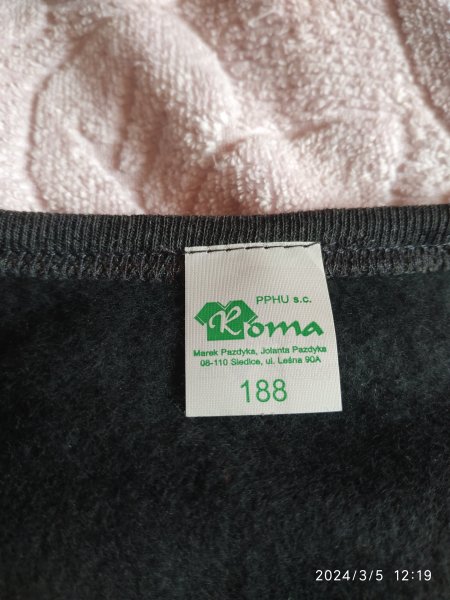 PPHU s.c.
Roma
Marek Pazdyka, Jolanta Pazdyka
08-110 Siedlce, ul. Leśna 90A
188
2024/3/5 12:19